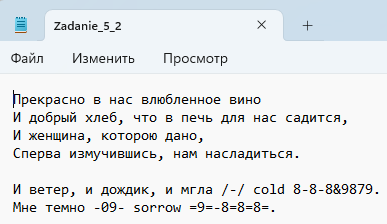 Zadanie_5_2
Файл Изменить Просмотр
Прекрасно в нас влюбленное вино
И добрый хлеб, что в печь для нас садится,
И женщина, которою дано,
Сперва измучившись, нам насладиться.
И ветер, и дождик, и мгла /-/ cold 8-8-8&9879.
Мне темно -09- sorrow =9=-8=8=8=.